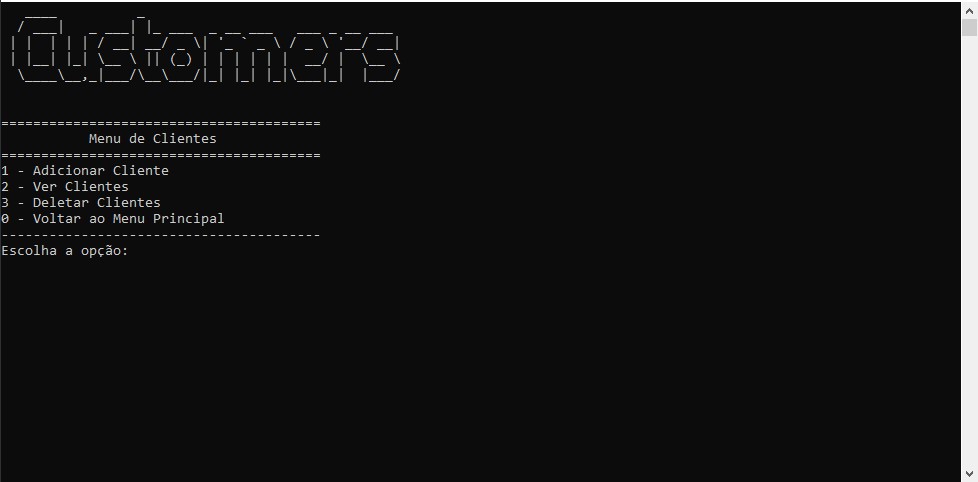 Customers
========================================
Menu de Clientes
========================================
1 - Adicionar Cliente
2 - Ver Clientes
3 - Deletar Clientes
0 - Voltar ao Menu Principal
----------------------------------------
Escolha a opção: